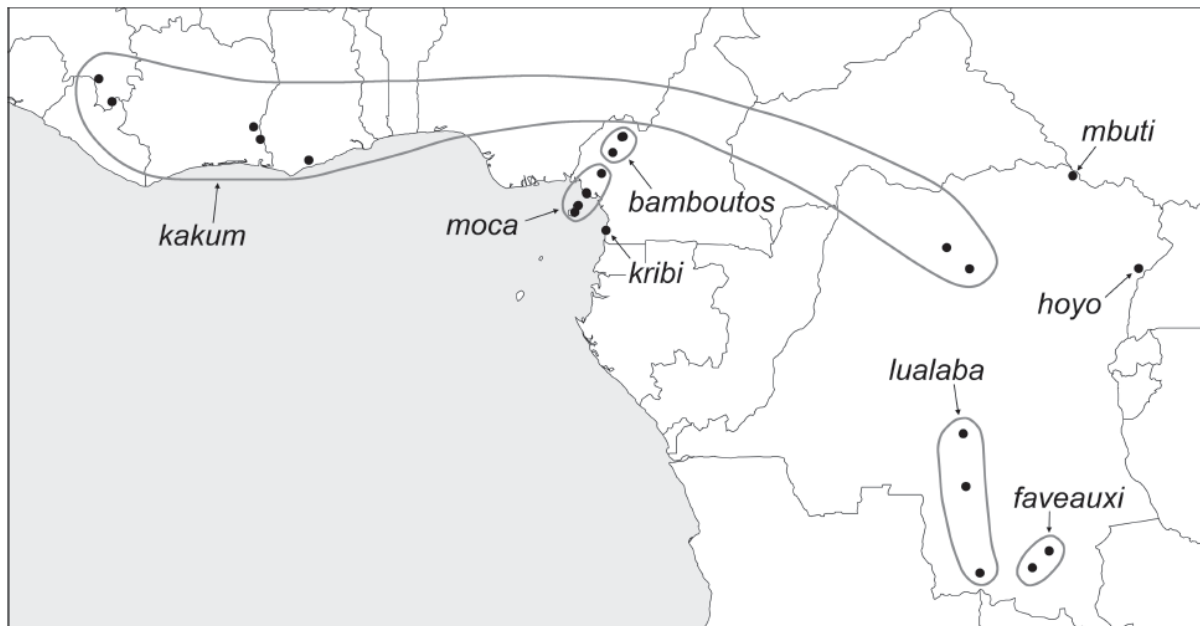 mbuti
bamboutos
moca
kakum
kribi
hoyo
lualaba
faveauxi